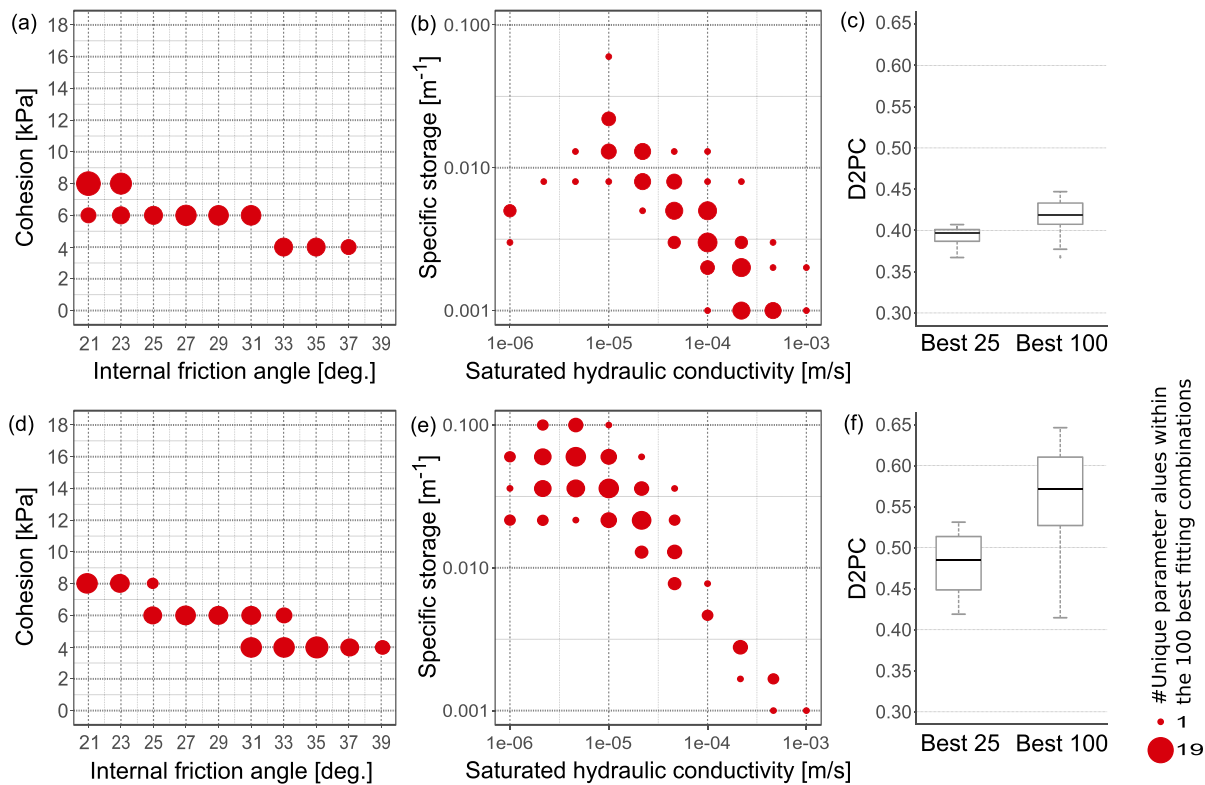 (a)
18
16
14
12
10
8
6
4
2
0
Cohesion [kPa]
21 23 25 27 29 31 33 35 37 39
Internal friction angle [deg.]
(b)
0.100
0.010
0.001
Specific storage [m⁻¹]
1e-06 1e-05 1e-04 1e-03
Saturated hydraulic conductivity [m/s]
(c)
0.65
0.60
0.55
0.50
0.45
0.40
0.35
0.30
D2PC
Best 25 Best 100
(d)
18
16
14
12
10
8
6
4
2
0
Cohesion [kPa]
21 23 25 27 29 31 33 35 37 39
Internal friction angle [deg.]
(e)
0.100
0.010
0.001
Specific storage [m⁻¹]
1e-06 1e-05 1e-04 1e-03
Saturated hydraulic conductivity [m/s]
(f)
0.65
0.60
0.55
0.50
0.45
0.40
0.35
0.30
D2PC
Best 25 Best 100
#Unique parameter alues within
the 100 best fitting combinations
1
19